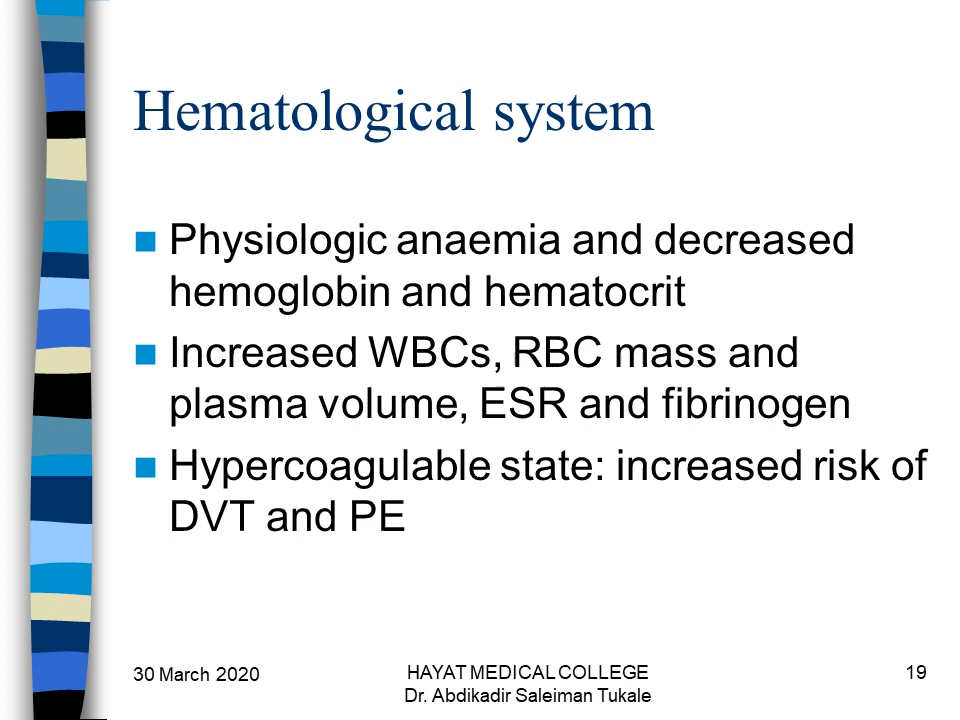 Hematological system
Physiologic anaemia and decreased
hemoglobin and hematocrit
Increased WBCs, RBC mass and
plasma volume, ESR and fibrinogen
Hypercoagulable state: increased risk of
DVT and PE
30 March 2020
HAYAT MEDICAL COLLEGE
Dr. Abdikadir Saleiman Tukale
19